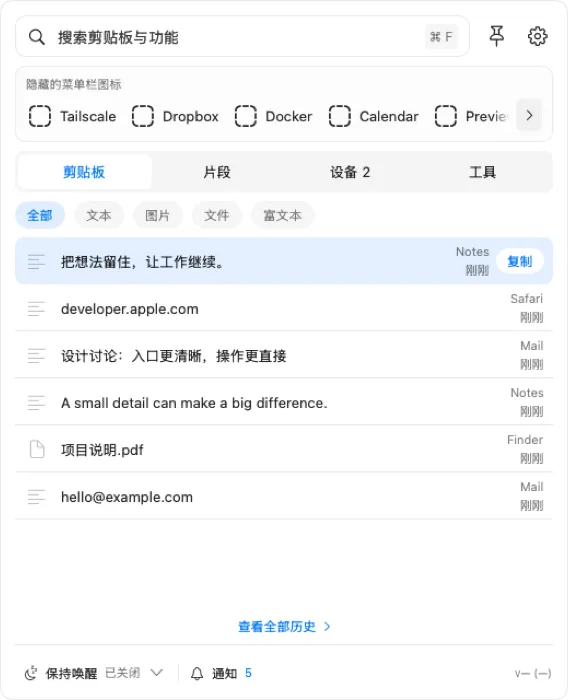 搜索剪贴板与功能 ⌘ F
隐藏的菜单栏图标
Tailscale Dropbox Docker Calendar Previe
剪贴板 片段 设备 2 工具
全部 文本 图片 文件 富文本
把想法留住，让工作继续。 Notes 刚刚 复制
developer.apple.com Safari 刚刚
设计讨论：入口更清晰，操作更直接 Mail 刚刚
A small detail can make a big difference. Notes 刚刚
项目说明.pdf Finder 刚刚
hello@example.com Mail 刚刚
查看全部历史
保持唤醒 已关闭 通知 5 v— (—)